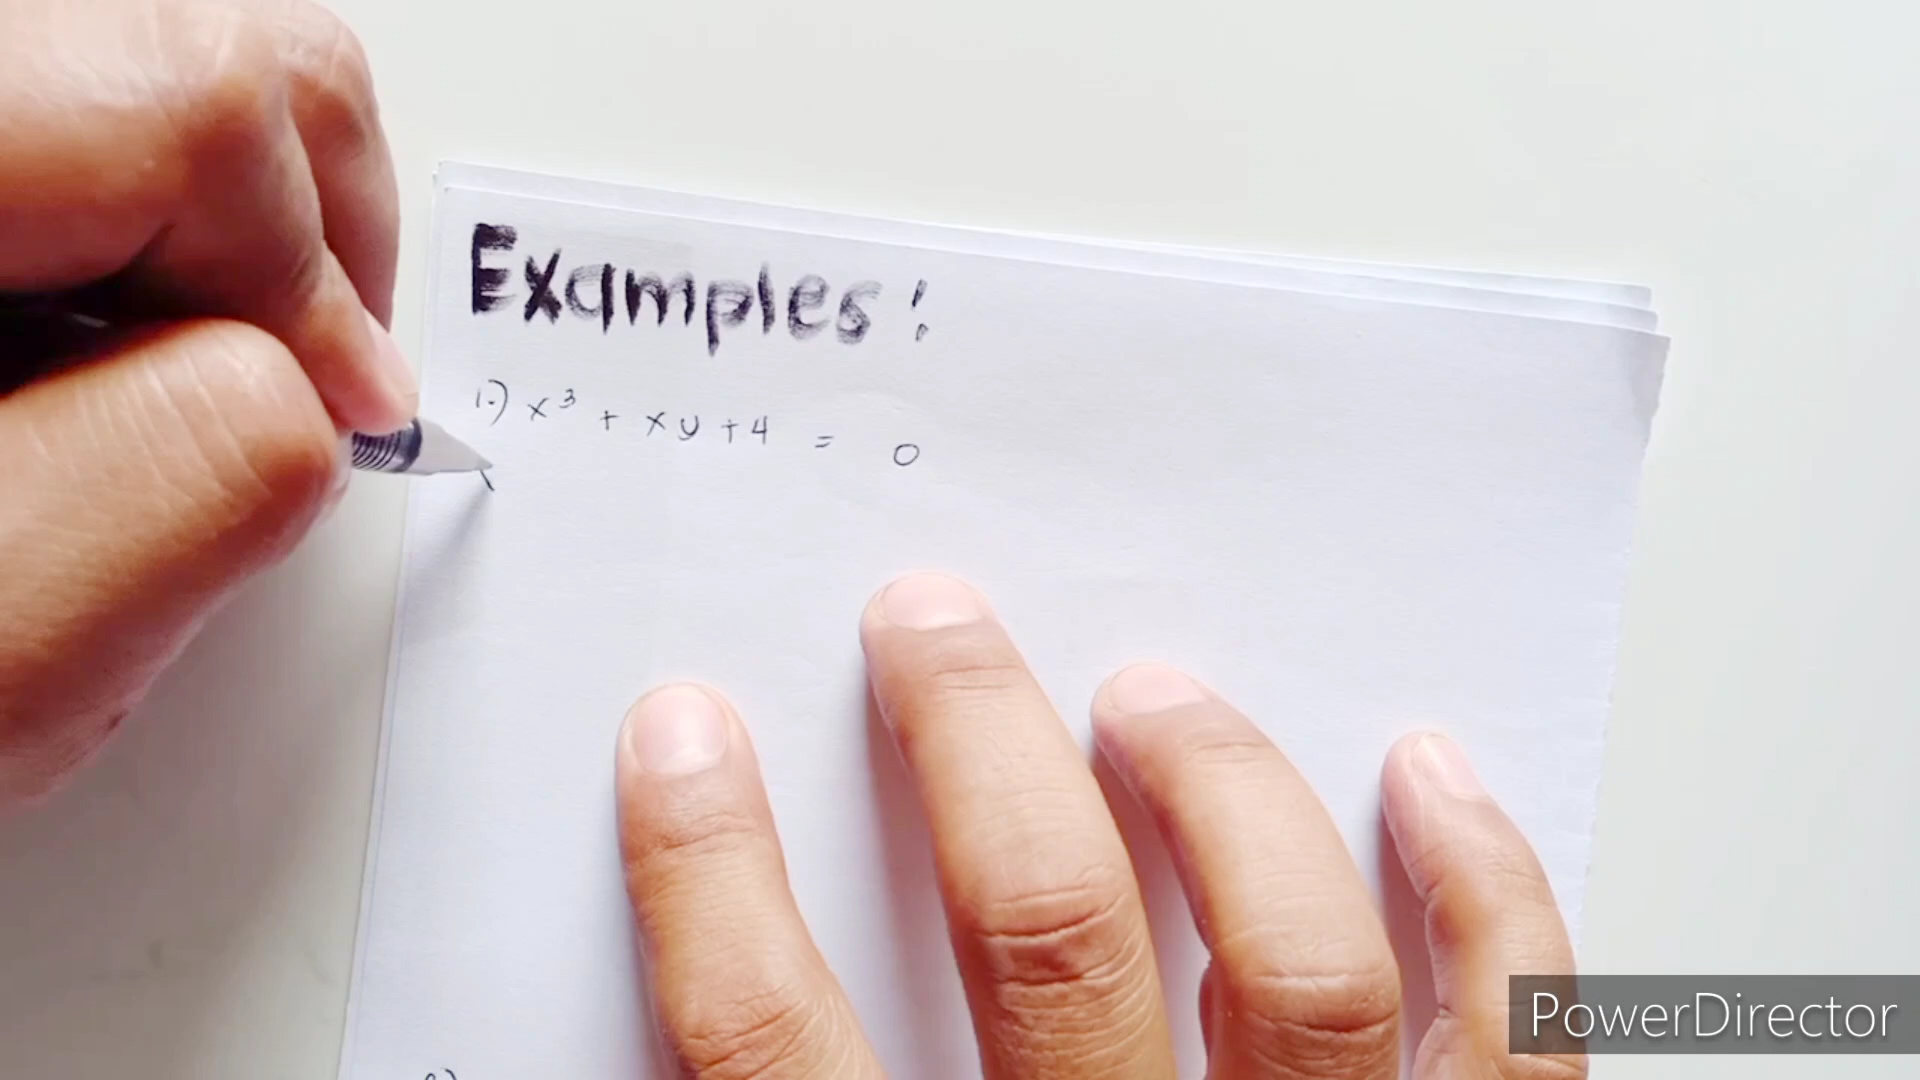 Examples:
1.) x³ + xy + 4 = 0
PowerDirector